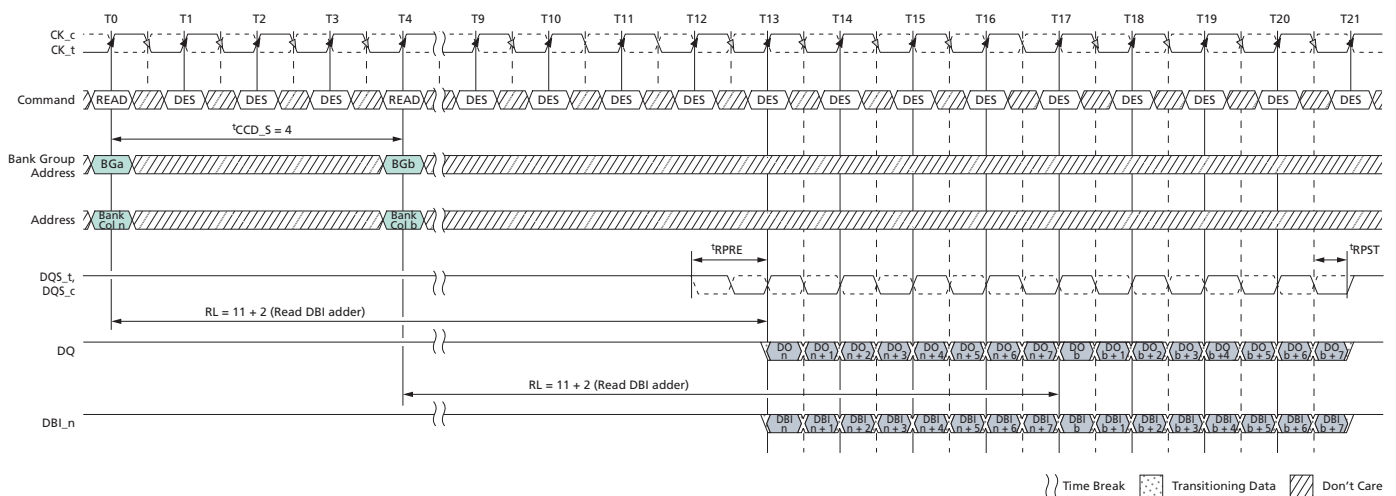 T0 T1 T2 T3 T4 T9 T10 T11 T12 T13 T14 T15 T16 T17 T18 T19 T20 T21
CK_c
CK_t
Command READ DES DES DES READ DES DES DES DES DES DES DES DES DES DES DES DES DES
tCCD_S = 4
Bank Group
Address
BGa BGb
Address
Bank
Col n
Bank
Col b
tRPRE tRPST
DQS_t,
DQS_c
RL = 11 + 2 (Read DBI adder)
DQ
DO DO DO DO DO DO DO DO DO DO DO DO DO DO DO DO
n n + 1 n + 2 n + 3 n + 4 n + 5 n + 6 n + 7 b b + 1 b + 2 b + 3 b +4 b + 5 b + 6 b + 7
RL = 11 + 2 (Read DBI adder)
DBI_n
DBI DBI DBI DBI DBI DBI DBI DBI DBI DBI DBI DBI DBI DBI DBI DBI
n n + 1 n + 2 n + 3 n + 4 n + 5 n + 6 n + 7 b b + 1 b + 2 b + 3 b + 4 b + 5 b + 6 b + 7
Time Break Transitioning Data Don't Care